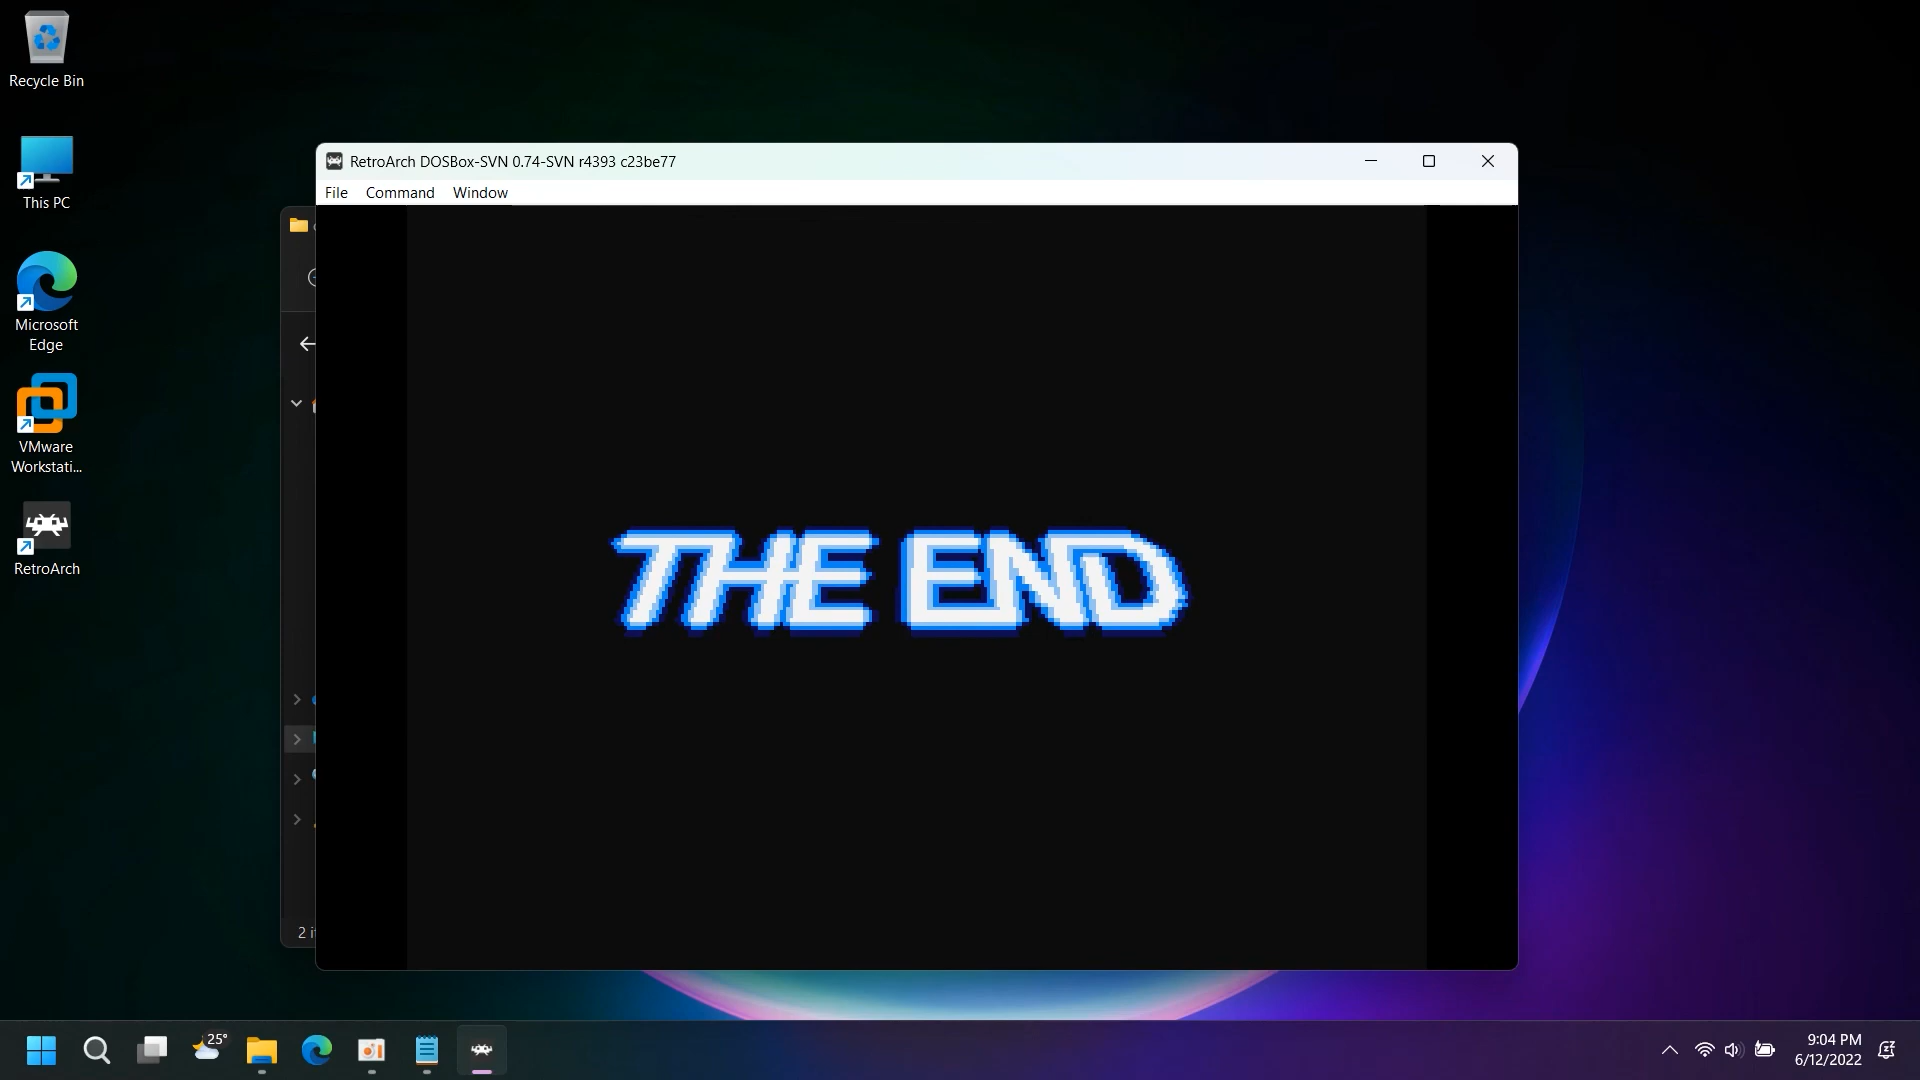 Recycle Bin
This PC
Microsoft
Edge
VMware
Workstati...
RetroArch
RetroArch DOSBox-SVN 0.74-SVN r4393 c23be77
File Command Window
THE END
2 i
25°
9:04 PM
6/12/2022